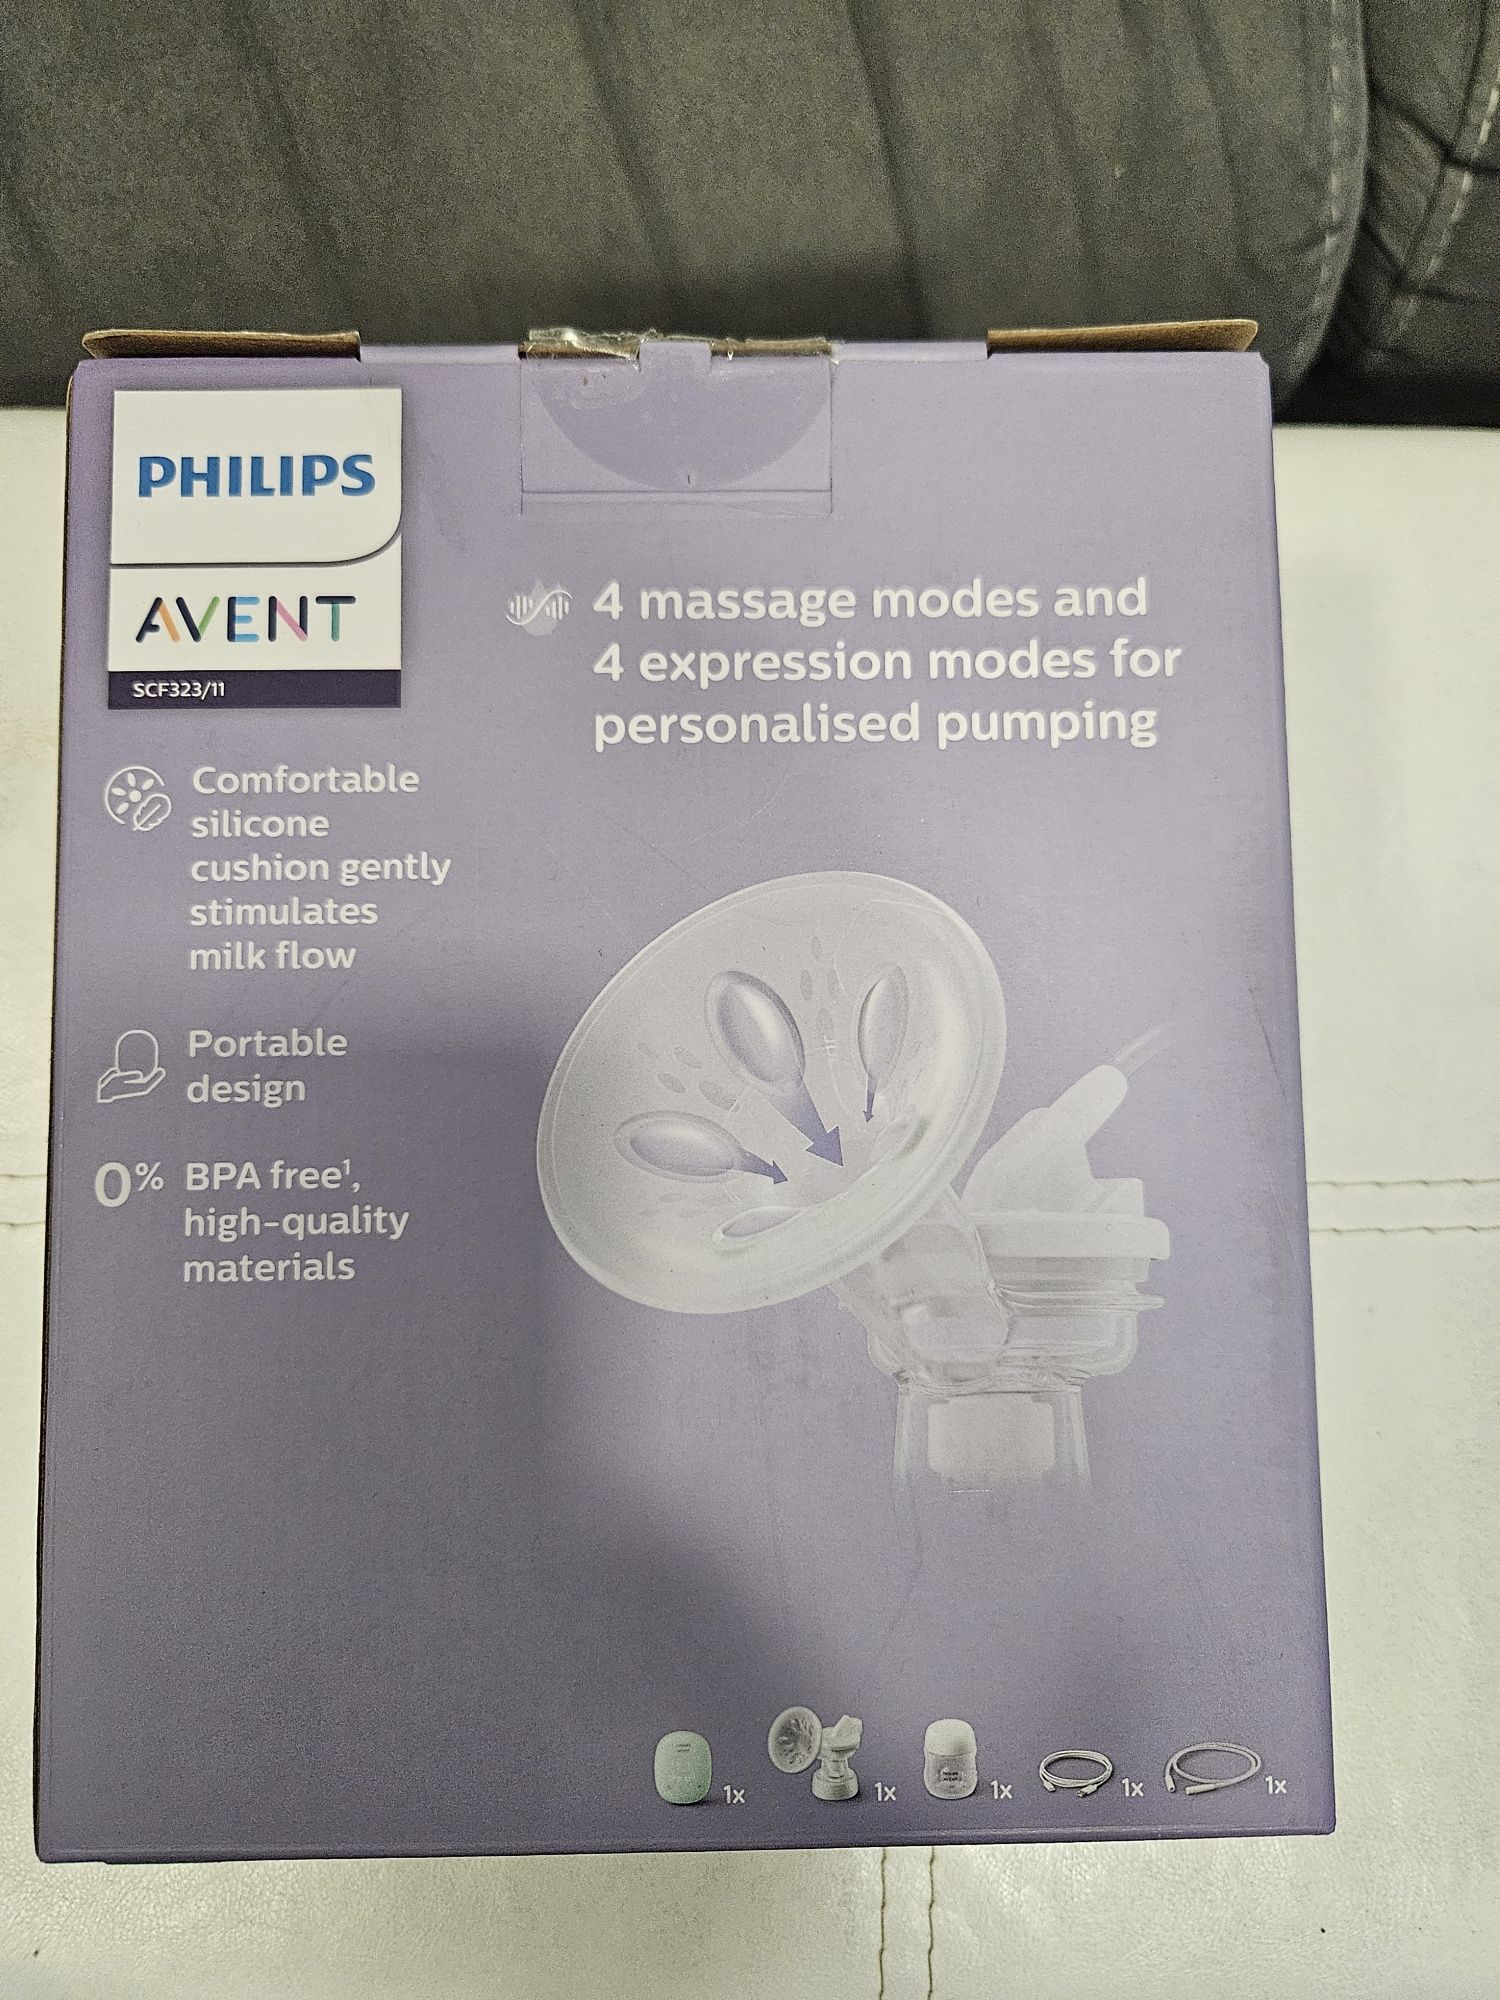 PHILIPS
AVENT
SCF323/11
4 massage modes and
4 expression modes for
personalised pumping
Comfortable
silicone
cushion gently
stimulates
milk flow
Portable
design
0% BPA free¹,
high-quality
materials
1x
1x
1x
1x
1x